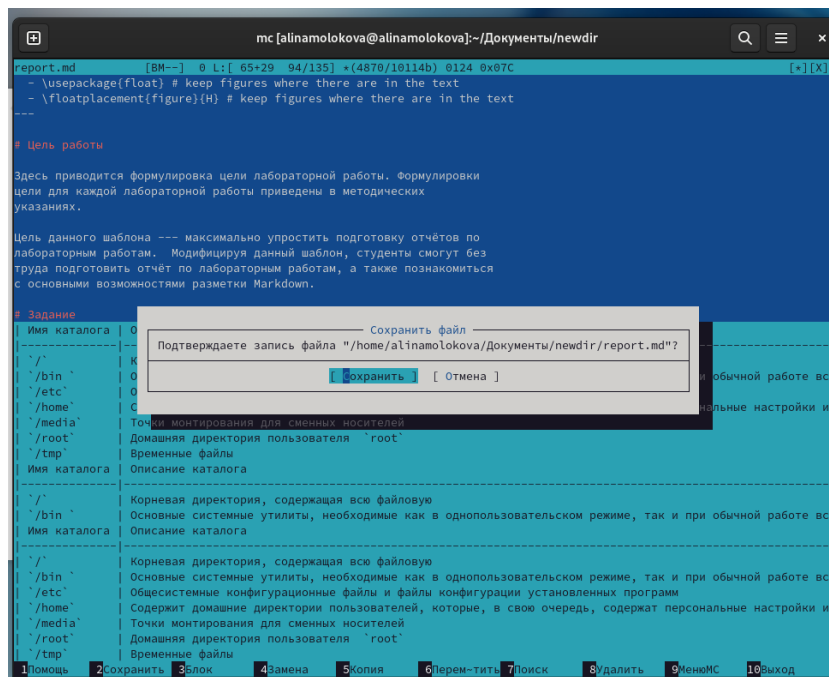 mc [alinamolokova@alinamolokova]:~/Документы/newdir
report.md [BM--] 0 L:[ 65+29 94/135] *(4870/10114b) 0124 0x07C [*][X]
- \usepackage{float} # keep figures where there are in the text
- \floatplacement{figure}{H} # keep figures where there are in the text
---
# Цель работы
Здесь приводится формулировка цели лабораторной работы. Формулировки
цели для каждой лабораторной работы приведены в методических
указаниях.
Цель данного шаблона --- максимально упростить подготовку отчётов по
лабораторным работам. Модифицируя данный шаблон, студенты смогут без
труда подготовить отчёт по лабораторным работам, а также познакомиться
с основными возможностями разметки Markdown.
# Задание
| Имя каталога | О
Сохранить файл
Подтверждаете запись файла "/home/alinamolokova/Документы/newdir/report.md"?
[ Сохранить ] [ Отмена ]
|--------------|---
| `/` | К
| `/bin ` | О и обычной работе вс
| `/etc` | О
| `/home` | С нальные настройки и
| `/media` | Точки монтирования для сменных носителей
| `/root` | Домашняя директория пользователя `root`
| `/tmp` | Временные файлы
| Имя каталога | Описание каталога
|--------------|---
| `/` | Корневая директория, содержащая всю файловую
| `/bin ` | Основные системные утилиты, необходимые как в однопользовательском режиме, так и при обычной работе вс
| Имя каталога | Описание каталога
|--------------|---
| `/` | Корневая директория, содержащая всю файловую
| `/bin ` | Основные системные утилиты, необходимые как в однопользовательском режиме, так и при обычной работе вс
| `/etc` | Общесистемные конфигурационные файлы и файлы конфигурации установленных программ
| `/home` | Содержит домашние директории пользователей, которые, в свою очередь, содержат персональные настройки и
| `/media` | Точки монтирования для сменных носителей
| `/root` | Домашняя директория пользователя `root`
| `/tmp` | Временные файлы
1Помощь 2Сохранить 3Блок 4Замена 5Копия 6Перем~тить 7Поиск 8Удалить 9МенюMC 10Выход